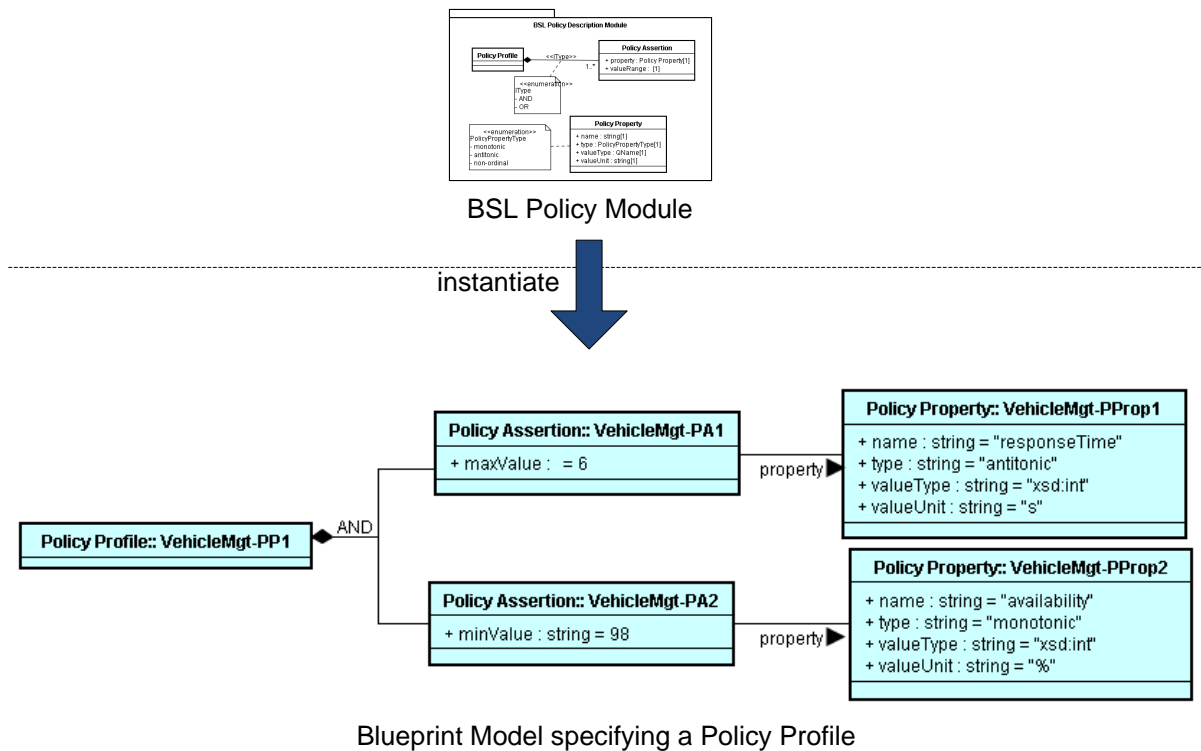 BSL Policy Description Module
Policy Profile
<<lType>>
1..*
Policy Assertion
+ property : Policy Property[1]
+ valueRange : [1]
<<enumeration>>
lType
- AND
- OR
<<enumeration>>
PolicyPropertyType
- monotonic
- antitonic
- non-ordinal
Policy Property
+ name : string[1]
+ type : PolicyPropertyType[1]
+ valueType : QName[1]
+ valueUnit : string[1]
BSL Policy Module
instantiate
Policy Profile:: VehicleMgt-PP1
AND
Policy Assertion:: VehicleMgt-PA1
+ maxValue : = 6
property
Policy Property:: VehicleMgt-PProp1
+ name : string = "responseTime"
+ type : string = "antitonic"
+ valueType : string = "xsd:int"
+ valueUnit : string = "s"
Policy Assertion:: VehicleMgt-PA2
+ minValue : string = 98
property
Policy Property:: VehicleMgt-PProp2
+ name : string = "availability"
+ type : string = "monotonic"
+ valueType : string = "xsd:int"
+ valueUnit : string = "%"
Blueprint Model specifying a Policy Profile